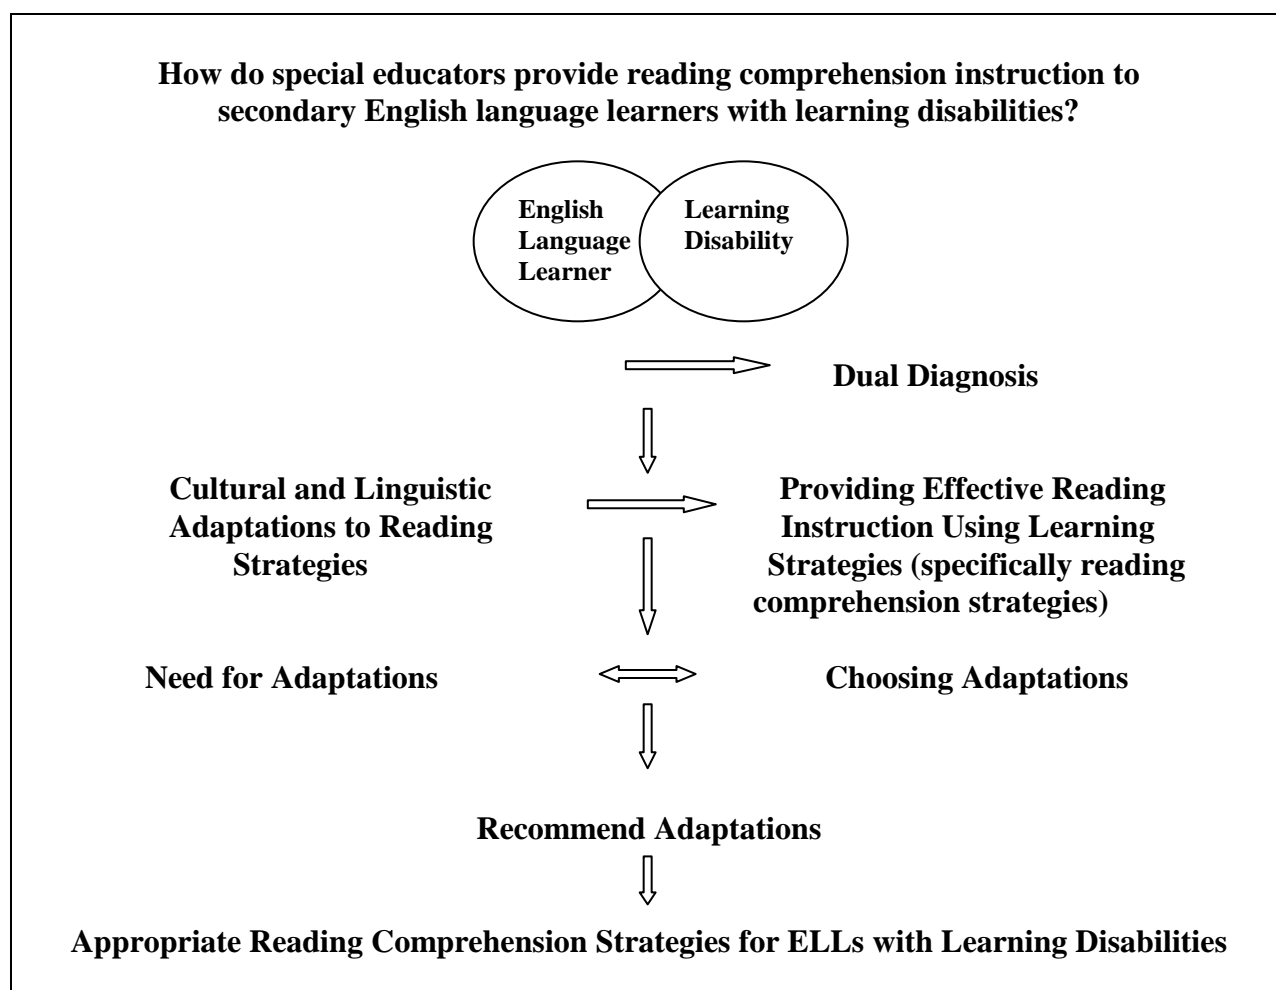 How do special educators provide reading comprehension instruction to
secondary English language learners with learning disabilities?
English
Language
Learner
Learning
Disability
Dual Diagnosis
Cultural and Linguistic
Adaptations to Reading
Strategies
Providing Effective Reading
Instruction Using Learning
Strategies (specifically reading
comprehension strategies)
Need for Adaptations
Choosing Adaptations
Recommend Adaptations
Appropriate Reading Comprehension Strategies for ELLs with Learning Disabilities